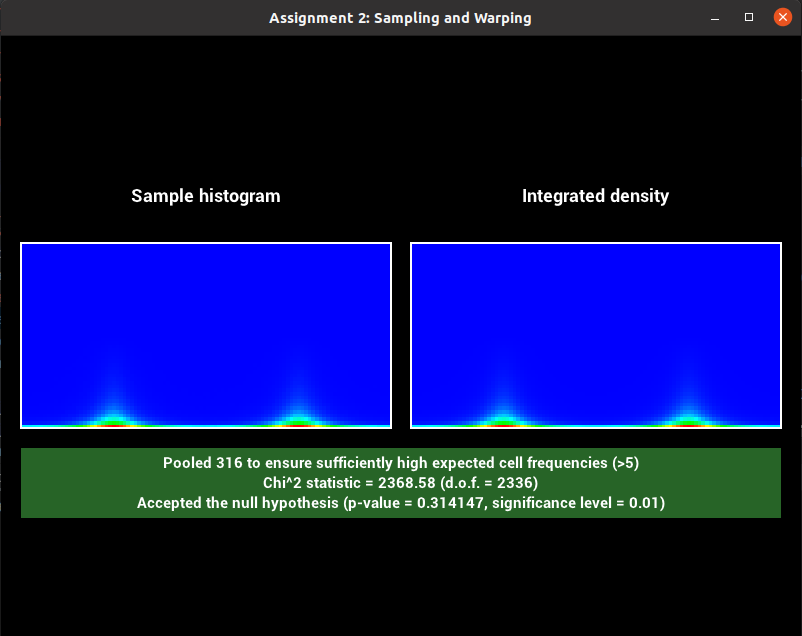 Assignment 2: Sampling and Warping
Sample histogram
Integrated density
Pooled 316 to ensure sufficiently high expected cell frequencies (>5)
Chi^2 statistic = 2368.58 (d.o.f. = 2336)
Accepted the null hypothesis (p-value = 0.314147, significance level = 0.01)